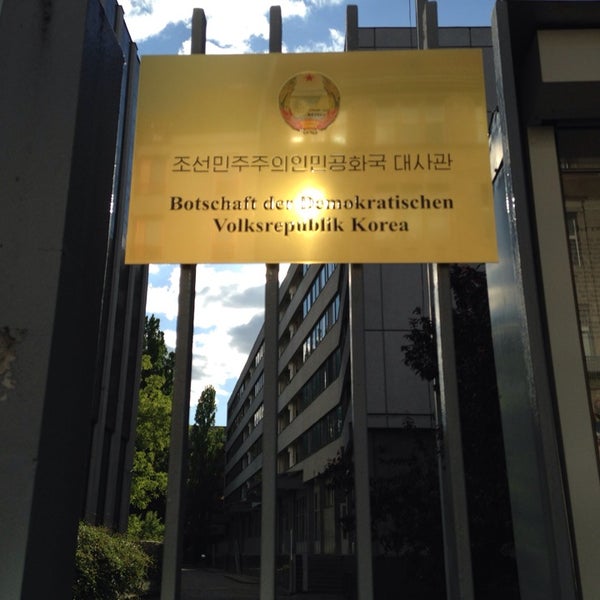 조선민주주의인민공화국 대사관
Botschaft der Demokratischen
Volksrepublik Korea